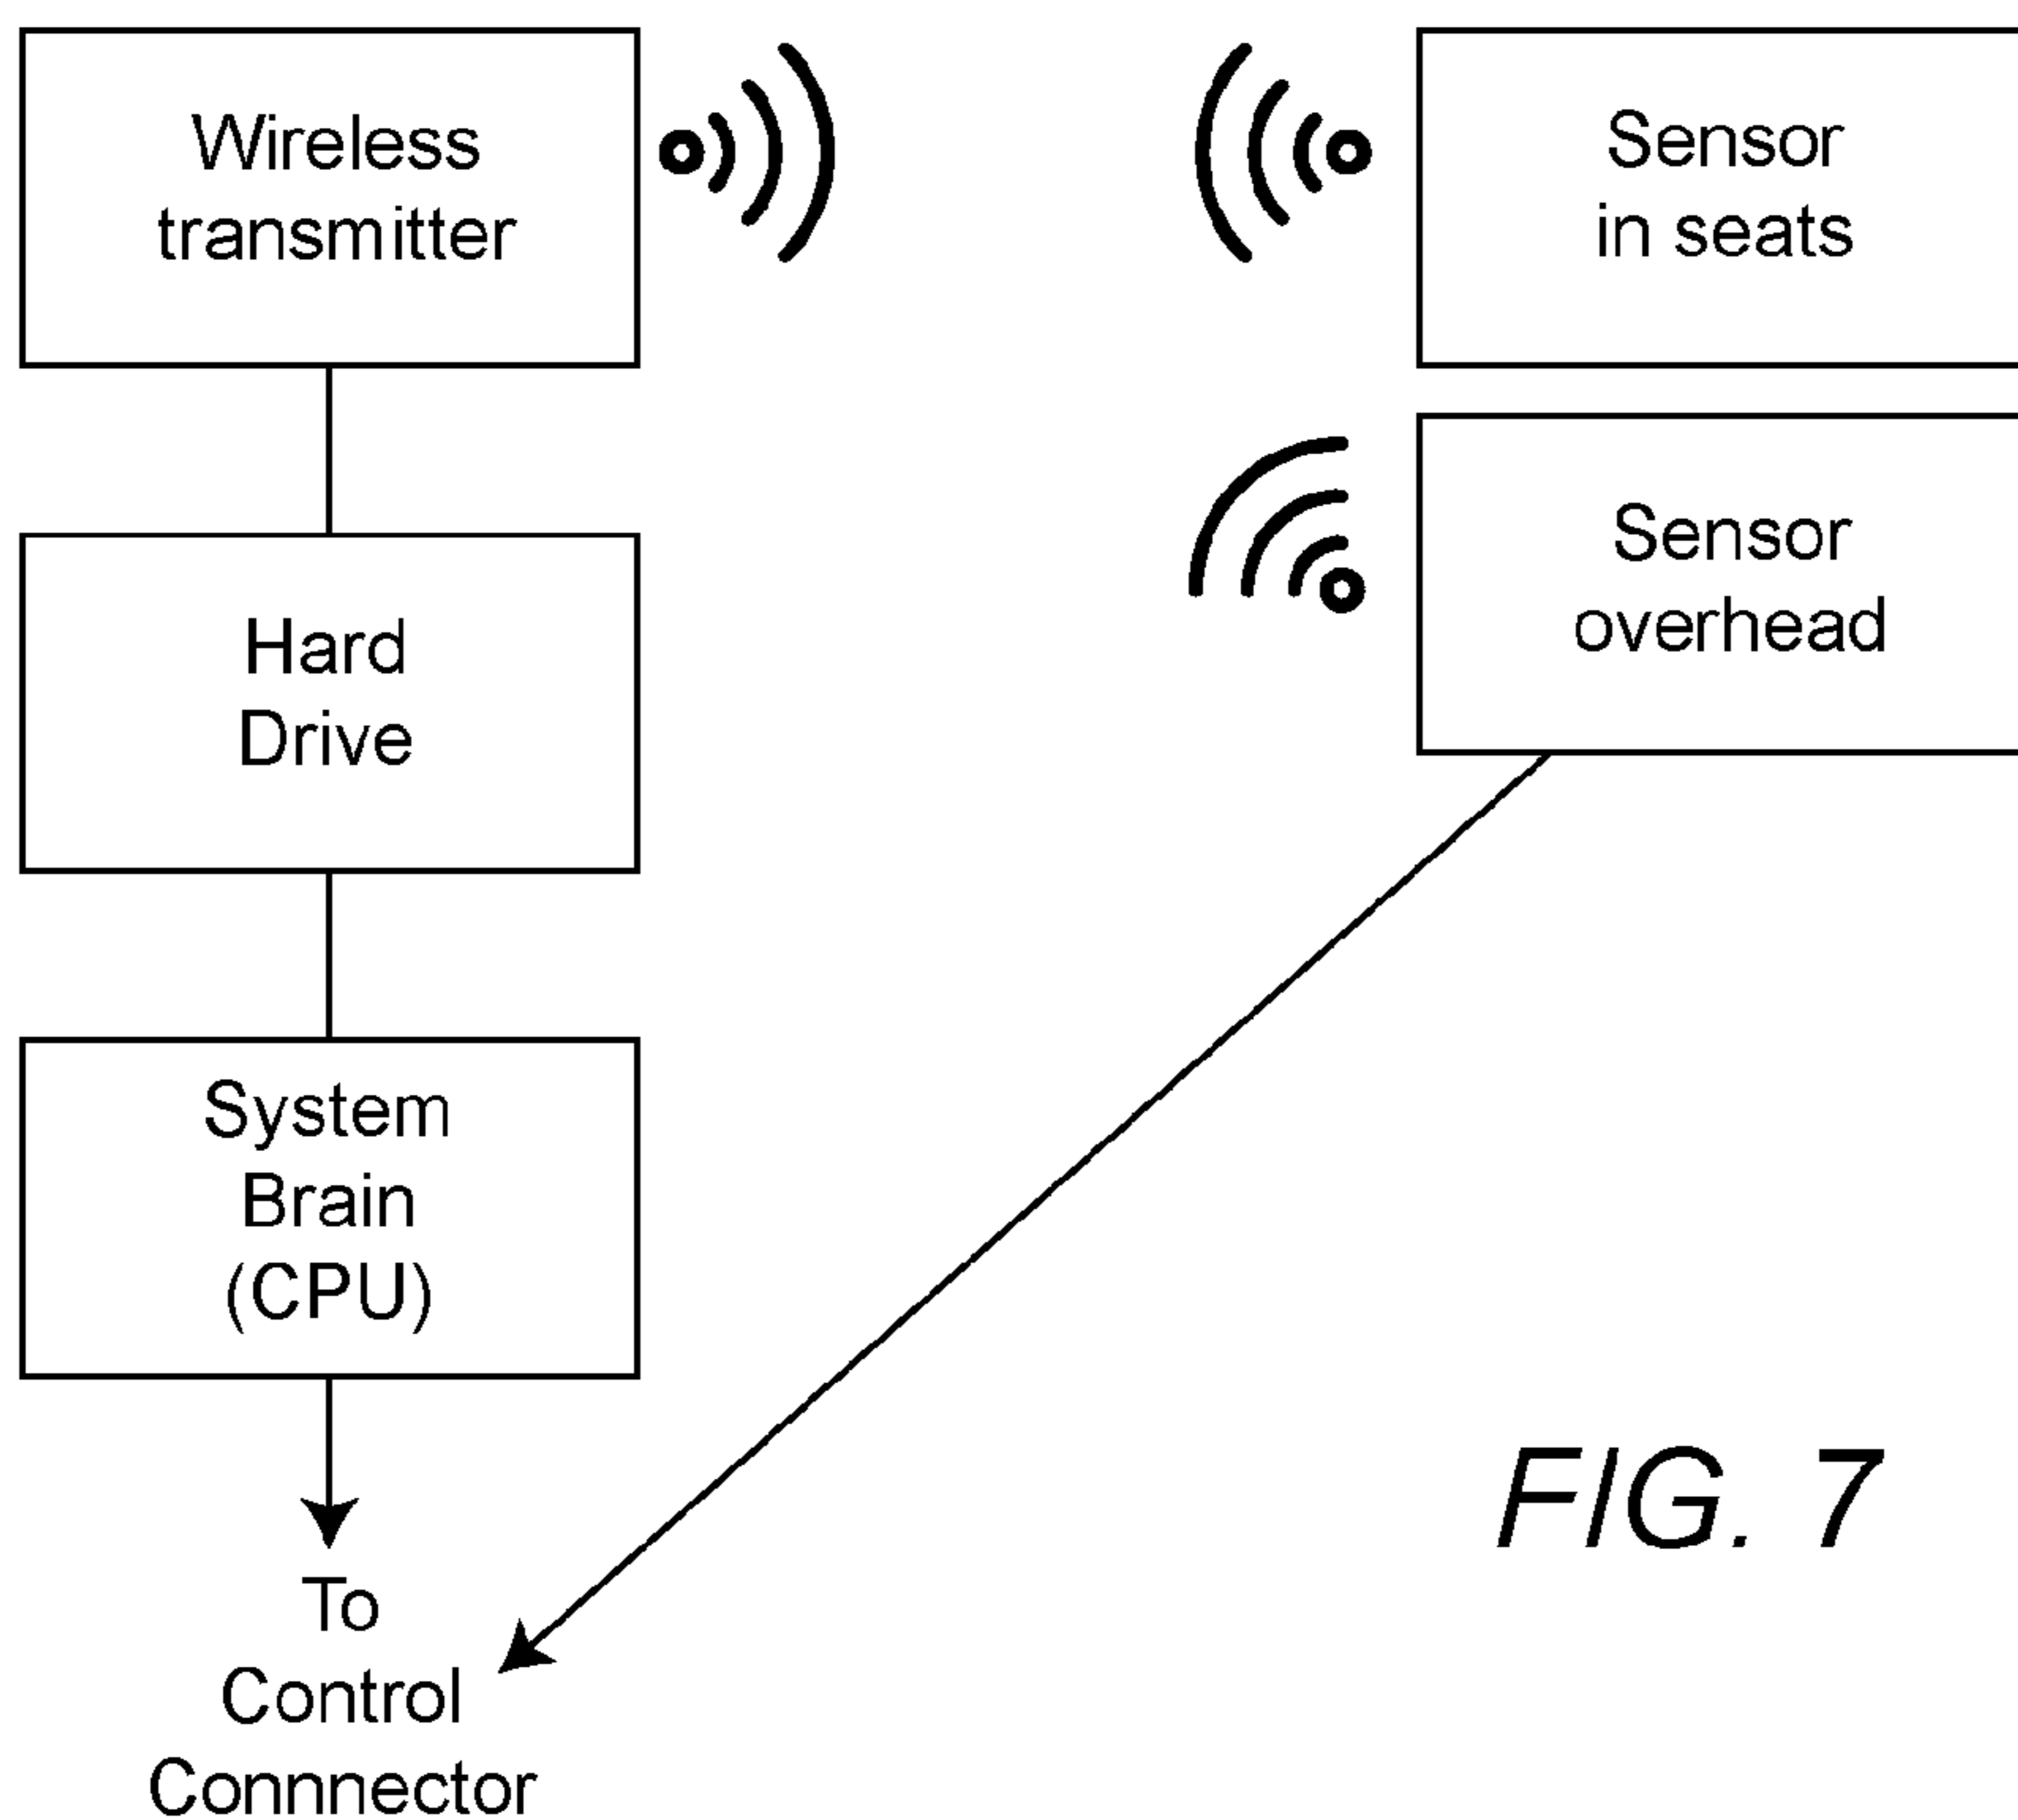 Wireless
transmitter
Sensor
in seats
Sensor
overhead
Hard
Drive
System
Brain
(CPU)
To
Control
Connnector
FIG. 7